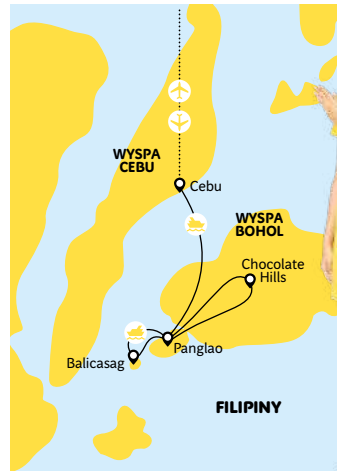 WYSPA
CEBU
Cebu
WYSPA
BOHOL
Chocolate
Hills
Panglao
Balicasag
FILIPINY